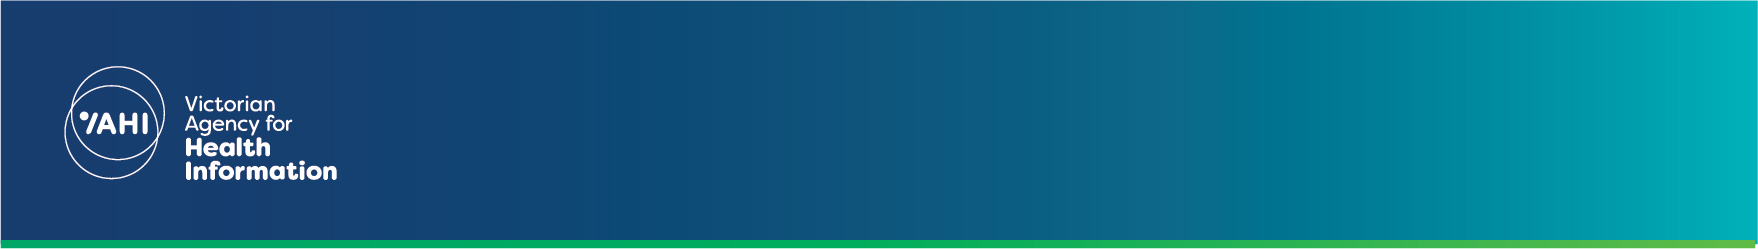 VAHI
Victorian
Agency for
Health
Information